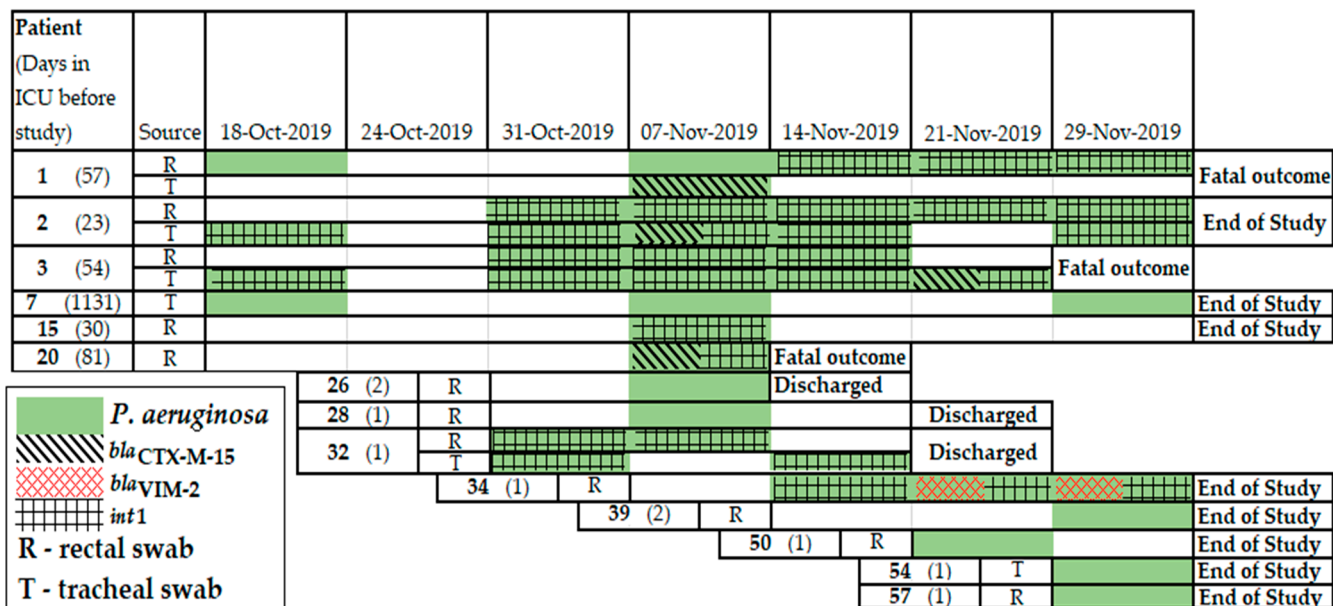 Patient
(Days in
ICU before
study) Source 18-Oct-2019 24-Oct-2019 31-Oct-2019 07-Nov-2019 14-Nov-2019 21-Nov-2019 29-Nov-2019
1 (57) R
T
Fatal outcome
2 (23) R
T
End of Study
3 (54) R
T
Fatal outcome
7 (1131) T End of Study
15 (30) R End of Study
20 (81) R Fatal outcome
26 (2) R Discharged
28 (1) R Discharged
32 (1) R
T
Discharged
34 (1) R End of Study
39 (2) R End of Study
50 (1) R End of Study
54 (1) T End of Study
57 (1) R End of Study
P. aeruginosa
blaCTX-M-15
blaVIM-2
int1
R - rectal swab
T - tracheal swab